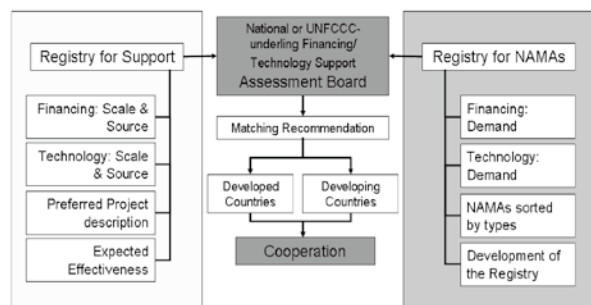 Registry for Support
Financing: Scale &
Source
Technology: Scale
& Source
Preferred Project
description
Expected
Effectiveness
National or UNFCCC-
underling Financing/
Technology Support
Assessment Board
Matching Recommendation
Developed
Countries
Developing
Countries
Cooperation
Registry for NAMAs
Financing:
Demand
Technology:
Demand
NAMAs sorted
by types
Development of
the Registry